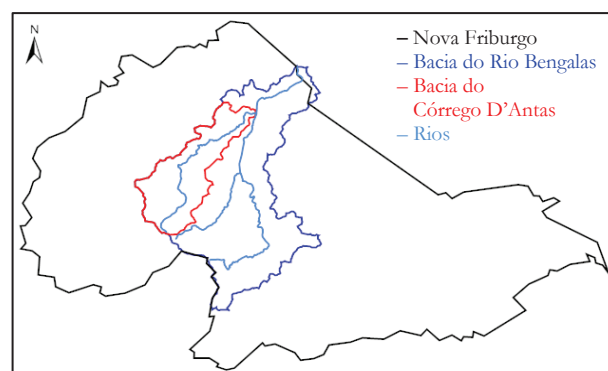 N
– Nova Friburgo
– Bacia do Rio Bengalas
– Bacia do
Córrego D’Antas
– Rios